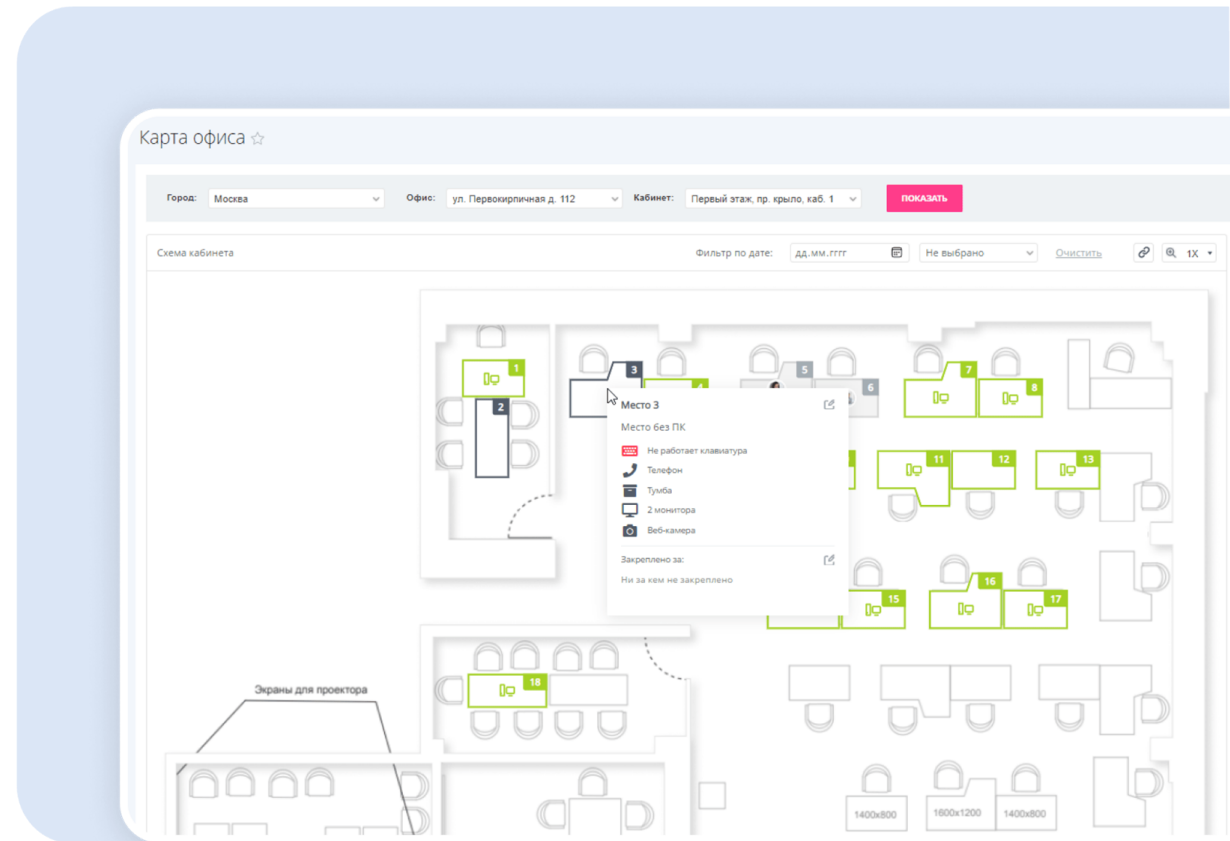 Карта офиса
Город: Москва Офис: ул. Первокирпичная д. 112 Кабинет: Первый этаж, пр. крыло, каб. 1 ПОКАЗАТЬ
Схема кабинета Фильтр по дате: дд.мм.гггг Не выбрано Очистить 1X
1
2
3
4
5
6
7
8
Место 3
Место без ПК
Не работает клавиатура
Телефон
Тумба
2 монитора
Веб-камера
Закреплено за:
Ни за кем не закреплено
11
12
13
15
16
17
18
Экраны для проектора
1400x800
1600x1200
1400x800